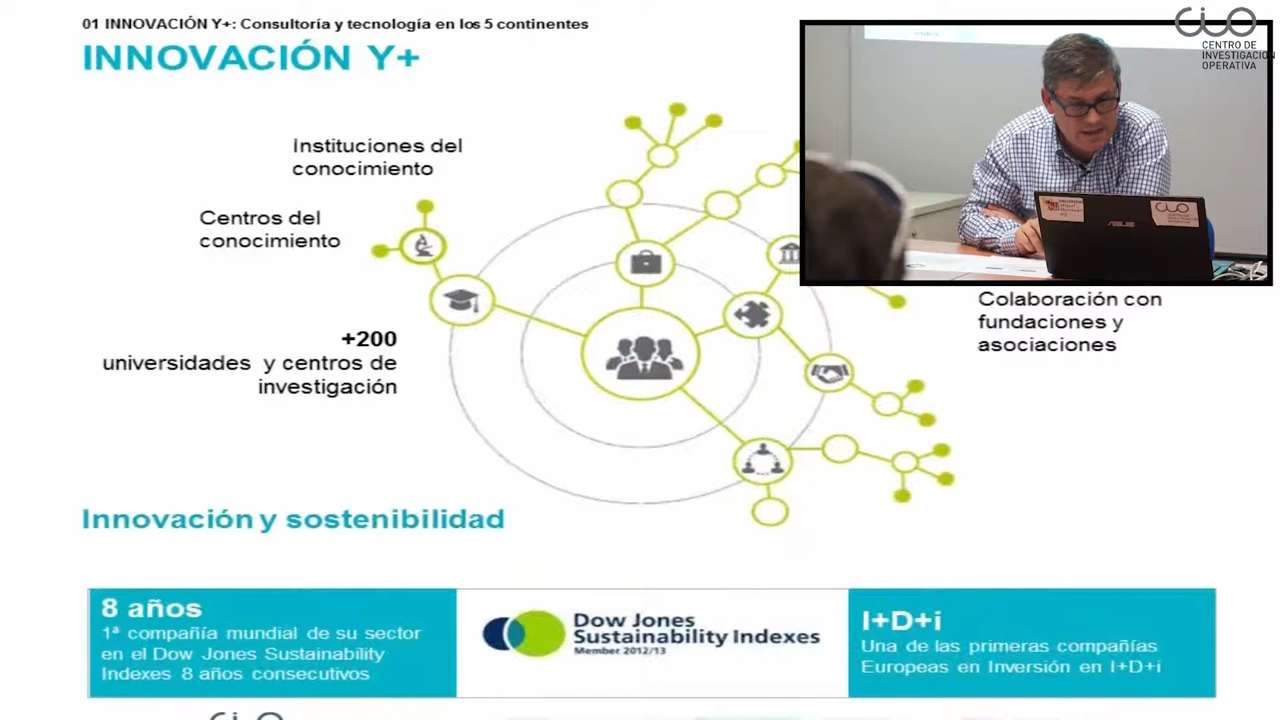 01 INNOVACIÓN Y+: Consultoría y tecnología en los 5 continentes
INNOVACIÓN Y+
CIO
CENTRO DE
INVESTIGACIÓN
OPERATIVA
Instituciones del
conocimiento
Centros del
conocimiento
ASUS
Colaboración con
fundaciones y
asociaciones
+200
universidades y centros de
investigación
Innovación y sostenibilidad
8 años
1ª compañía mundial de su sector
en el Dow Jones Sustainability
Indexes 8 años consecutivos
Dow Jones
Sustainability Indexes
Member 2012/13
I+D+i
Una de las primeras compañías
Europeas en Inversión en I+D+i